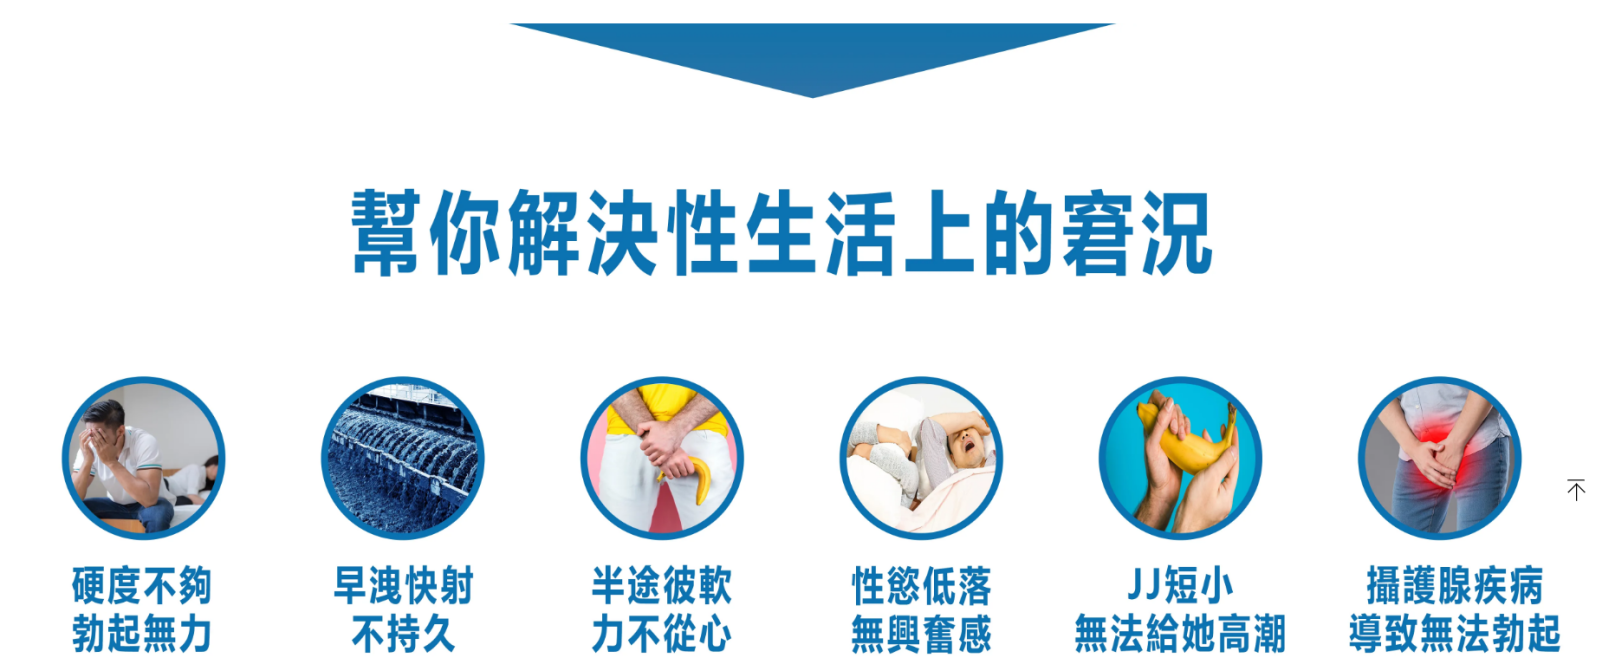 幫你解決性生活上的窘況
硬度不夠
勃起無力
早洩快射
不持久
半途彼軟
力不從心
性慾低落
無興奮感
JJ短小
無法給她高潮
攝護腺疾病
導致無法勃起